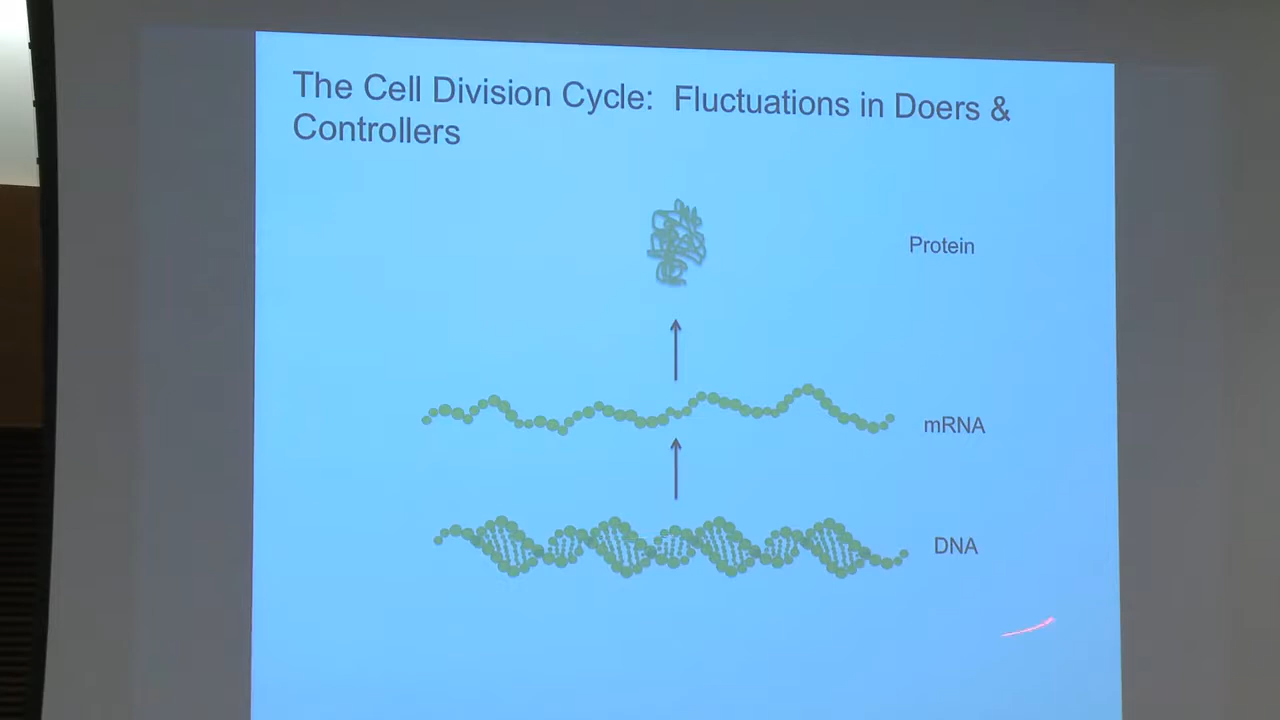 The Cell Division Cycle: Fluctuations in Doers &
Controllers
Protein
mRNA
DNA